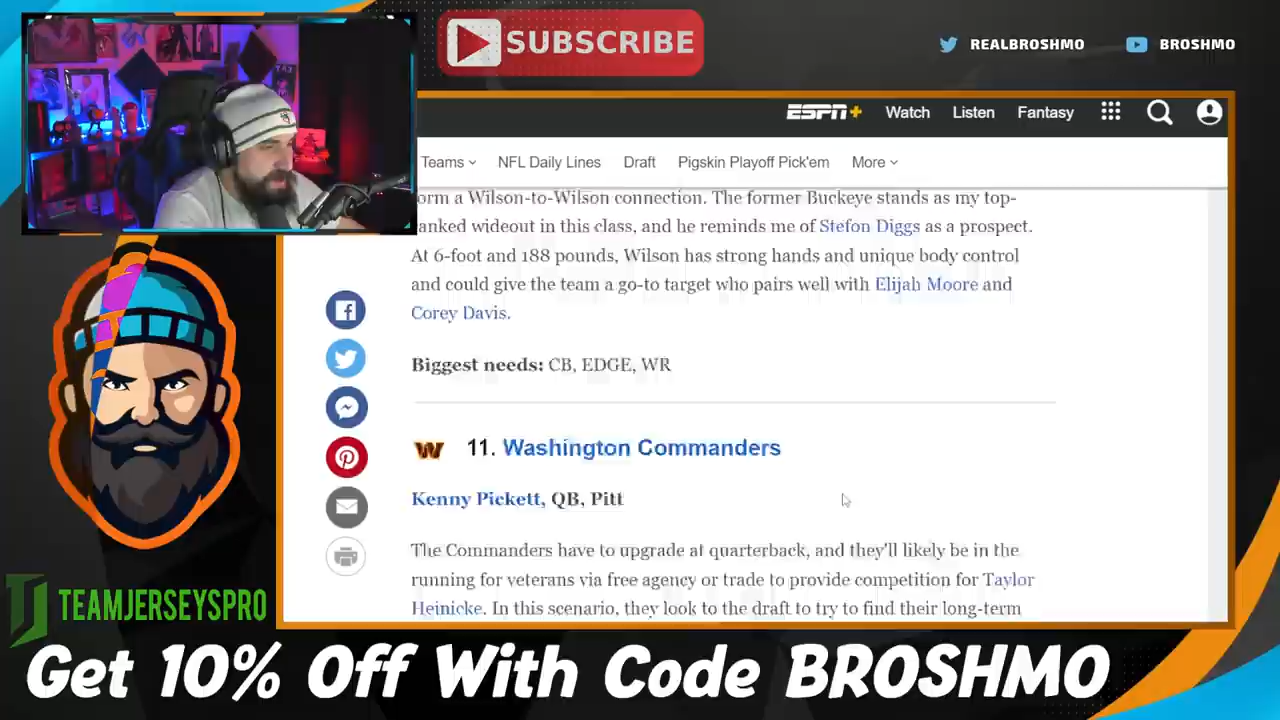 SUBSCRIBE
REALBROSHMO
BROSHMO
ESPN+ Watch Listen Fantasy
Teams NFL Daily Lines Draft Pigskin Playoff Pick'em More
orm a Wilson-to-Wilson connection. The former Buckeye stands as my top-
anked wideout in this class, and he reminds me of Stefon Diggs as a prospect.
At 6-foot and 188 pounds, Wilson has strong hands and unique body control
and could give the team a go-to target who pairs well with Elijah Moore and
Corey Davis.
Biggest needs: CB, EDGE, WR
W 11. Washington Commanders
Kenny Pickett, QB, Pitt
The Commanders have to upgrade at quarterback, and they'll likely be in the
running for veterans via free agency or trade to provide competition for Taylor
Heinicke. In this scenario, they look to the draft to try to find their long-term
TJ TEAMJERSEYSPRO
Get 10% Off With Code BROSHMO